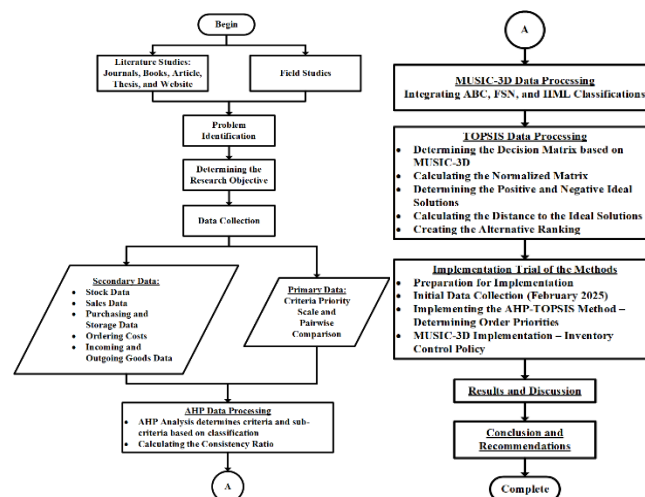 Begin
Literature Studies:
Journals, Books, Article,
Thesis, and Website
Field Studies
Problem
Identification
Determining the
Research Objective
Data Collection
Secondary Data:
• Stock Data
• Sales Data
• Purchasing and
Storage Data
• Ordering Costs
• Incoming and
Outgoing Goods Data
Primary Data:
Criteria Priority
Scale and
Pairwise
Comparison
AHP Data Processing
• AHP Analysis determines criteria and sub-
criteria based on classification
• Calculating the Consistency Ratio
A
A
MUSIC-3D Data Processing
Integrating ABC, FSN, and HML Classifications
TOPSIS Data Processing
• Determining the Decision Matrix based on
MUSIC-3D
• Calculating the Normalized Matrix
• Determining the Positive and Negative Ideal
Solutions
• Calculating the Distance to the Ideal Solutions
• Creating the Alternative Ranking
Implementation Trial of the Methods
• Preparation for Implementation
• Initial Data Collection (February 2025)
• Implementing the AHP-TOPSIS Method –
Determining Order Priorities
• MUSIC-3D Implementation – Inventory
Control Policy
Results and Discussion
Conclusion and
Recommendations
Complete